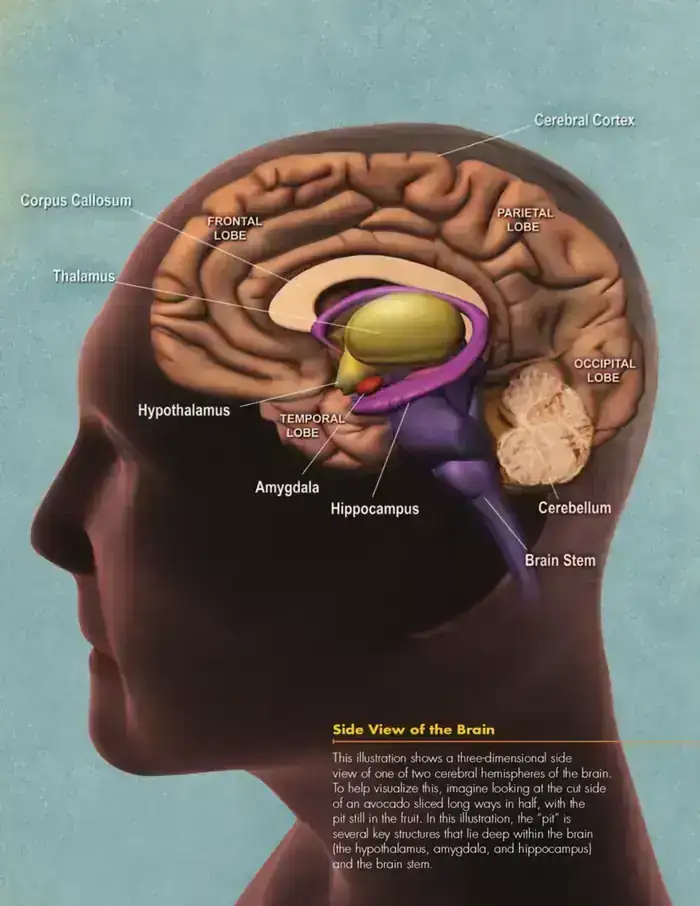 Cerebral Cortex
Corpus Callosum
FRONTAL
LOBE
PARIETAL
LOBE
Thalamus
OCCIPITAL
LOBE
Hypothalamus
TEMPORAL
LOBE
Amygdala
Hippocampus
Cerebellum
Brain Stem
Side View of the Brain
This illustration shows a three-dimensional side
view of one of two cerebral hemispheres of the brain.
To help visualize this, imagine looking at the cut side
of an avocado sliced long ways in half, with the
pit still in the fruit. In this illustration, the “pit” is
several key structures that lie deep within the brain
(the hypothalamus, amygdala, and hippocampus)
and the brain stem.